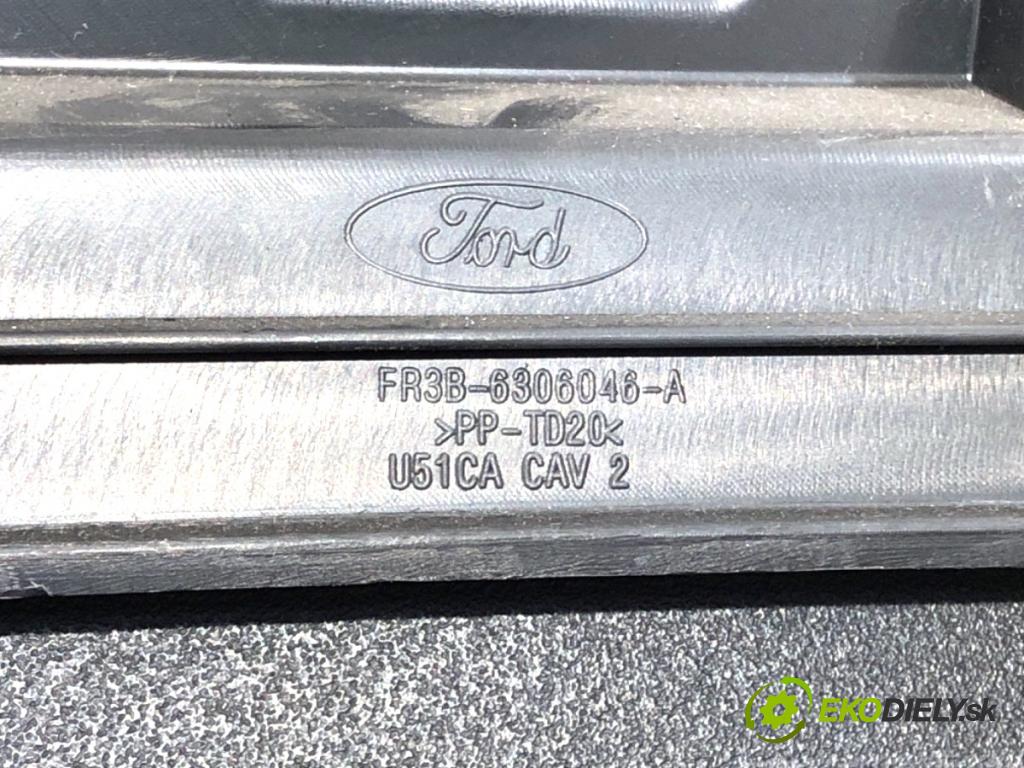 Ford
FR3B-6306046-A
>PP-TD20<
U51CA CAV 2
EKODIELY.sk